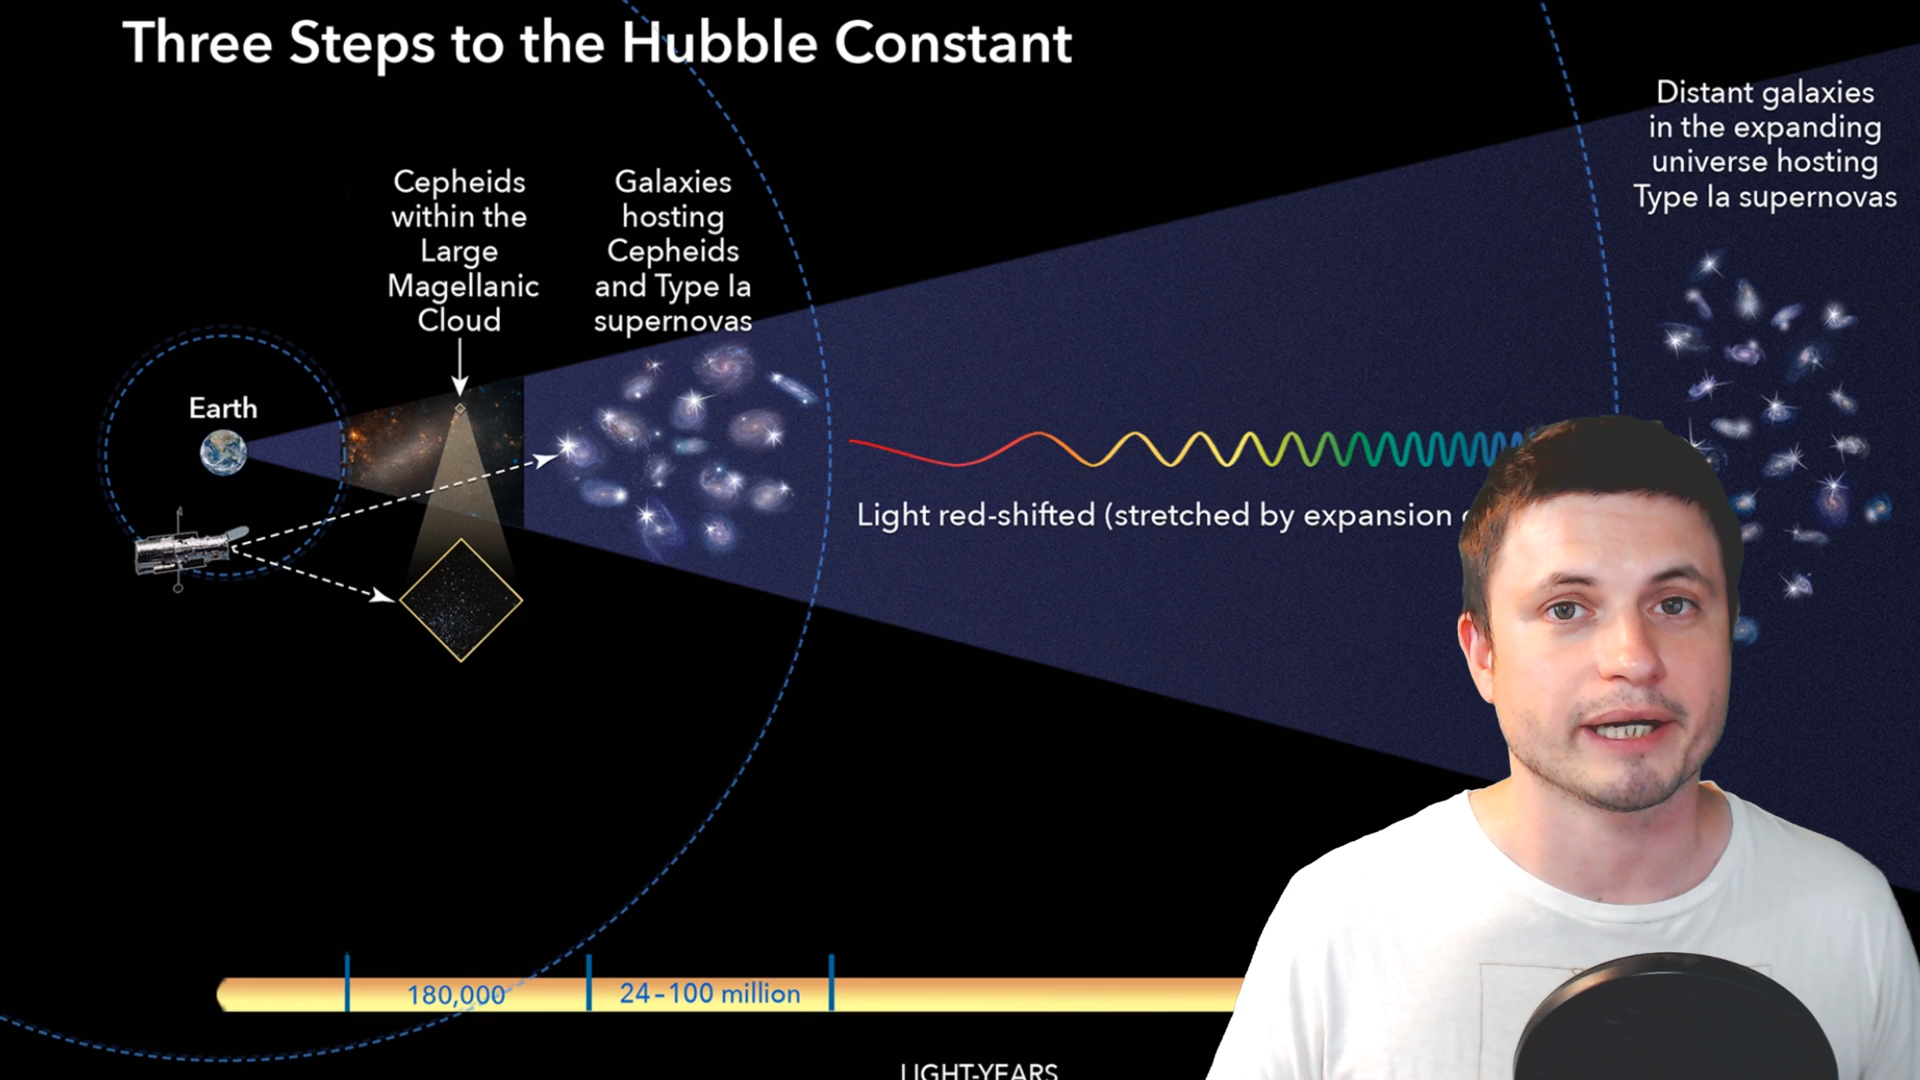 Three Steps to the Hubble Constant
Distant galaxies
in the expanding
universe hosting
Type Ia supernovas
Cepheids
within the
Large
Magellanic
Cloud
Galaxies
hosting
Cepheids
and Type Ia
supernovas
Earth
Light red-shifted (stretched by expansion
180,000
24–100 million
LIGHT-YEARS